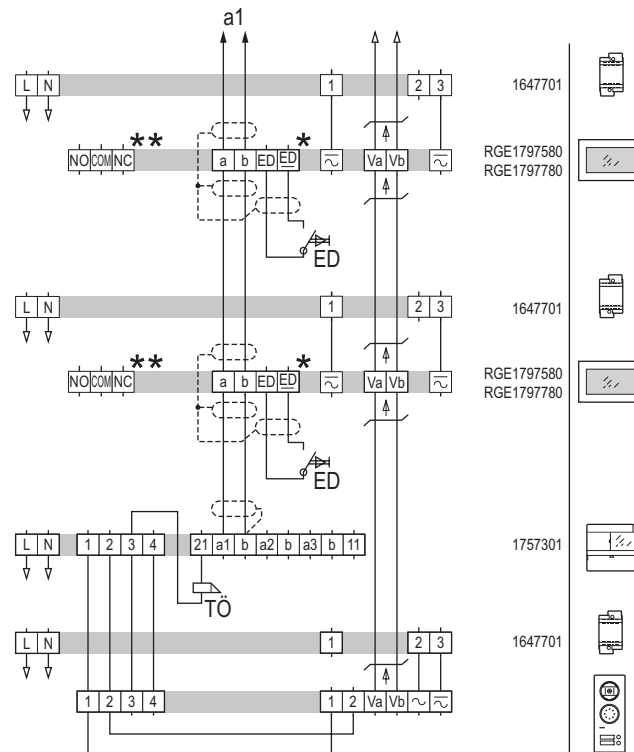 a1
L N 1 2 3 1647701
NO COM NC ** a b ED ED * Va Vb RGE1797580
RGE1797780
ED
L N 1 2 3 1647701
NO COM NC ** a b ED ED * Va Vb RGE1797580
RGE1797780
ED
L N 1 2 3 4 21 a1 b a2 b a3 b 11 1757301
TÖ
L N 1 2 3 1647701
1 2 3 4 1 2 Va Vb ~